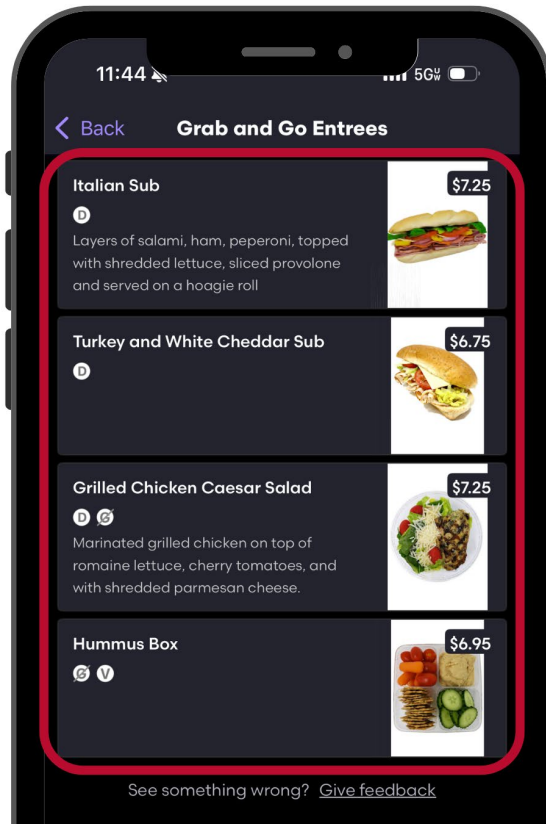 11:44
5G UW
Back
Grab and Go Entrees
Italian Sub
$7.25
D
Layers of salami, ham, peperoni, topped
with shredded lettuce, sliced provolone
and served on a hoagie roll
Turkey and White Cheddar Sub
$6.75
D
Grilled Chicken Caesar Salad
$7.25
D G
Marinated grilled chicken on top of
romaine lettuce, cherry tomatoes, and
with shredded parmesan cheese.
Hummus Box
$6.95
G V
See something wrong? Give feedback